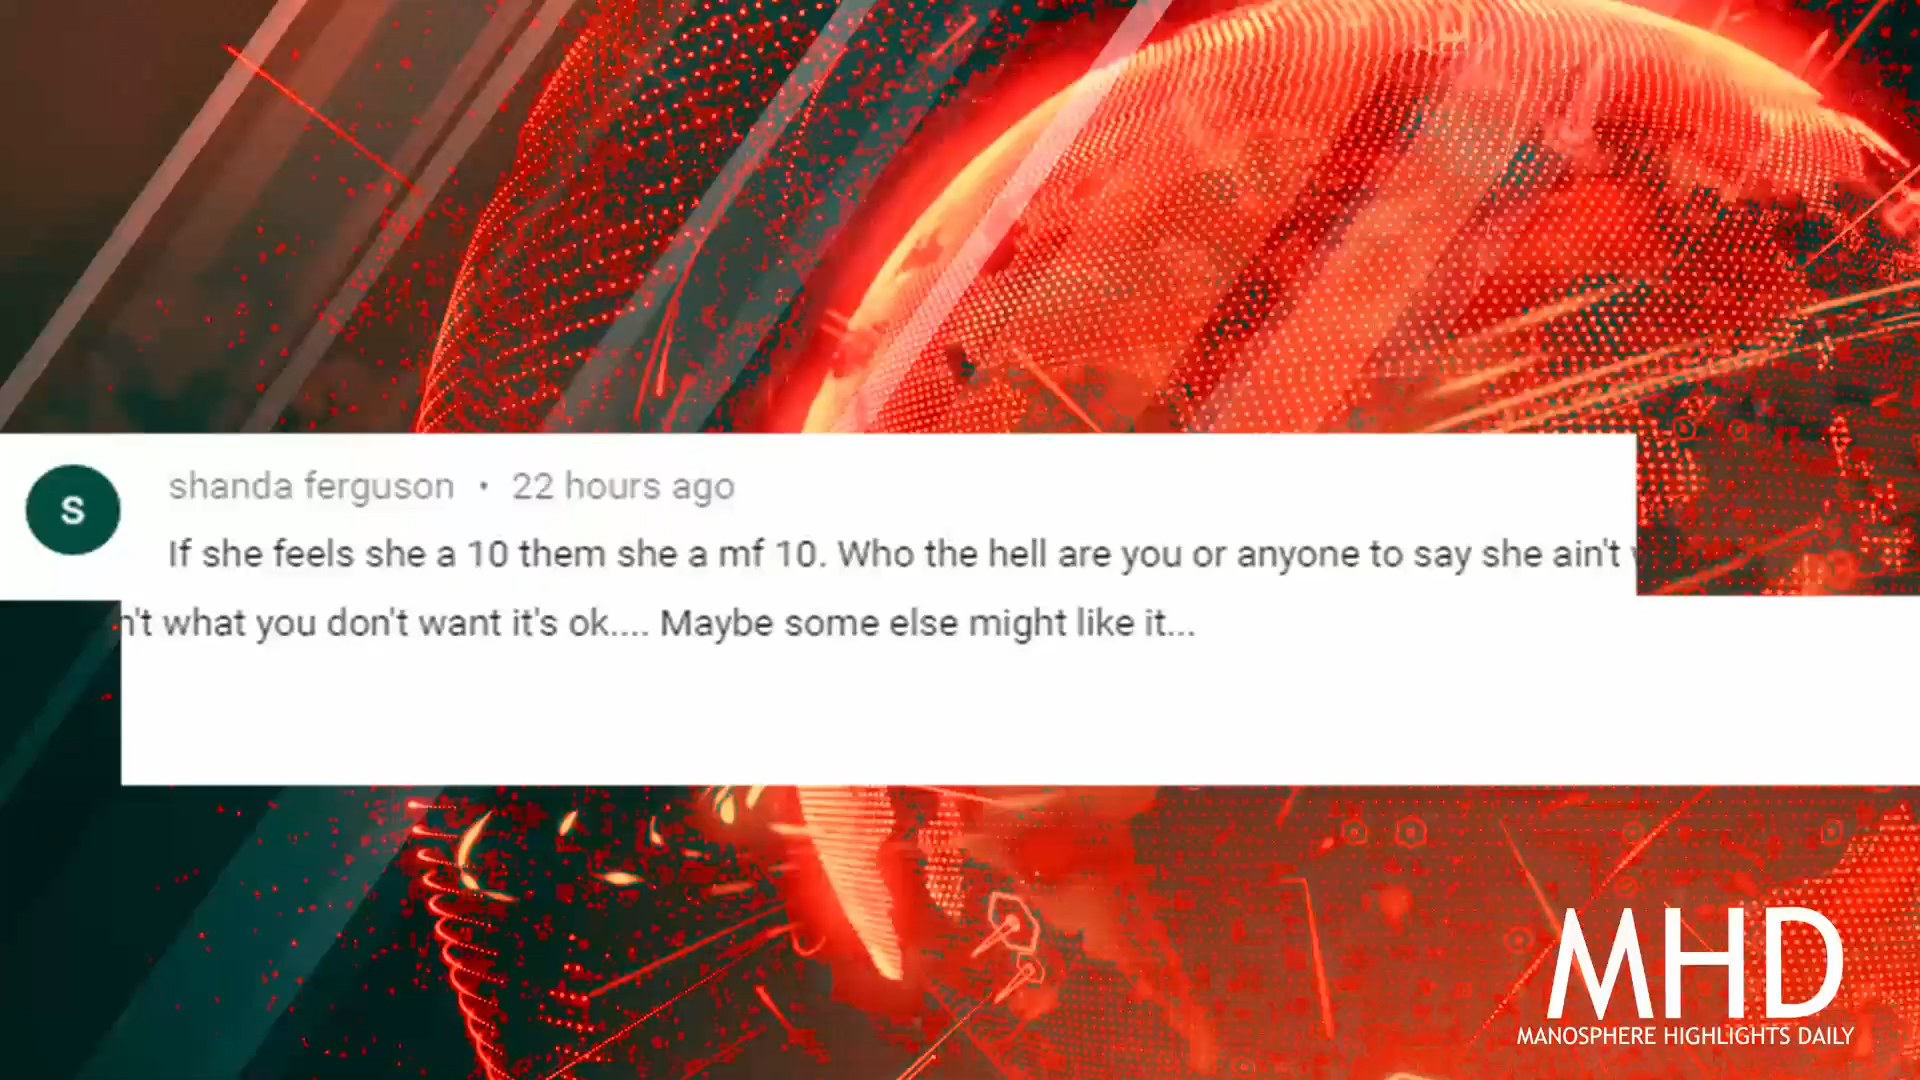 S
shanda ferguson • 22 hours ago
If she feels she a 10 them she a mf 10. Who the hell are you or anyone to say she ain't
n't what you don't want it's ok.... Maybe some else might like it...
MHD
MANOSPHERE HIGHLIGHTS DAILY